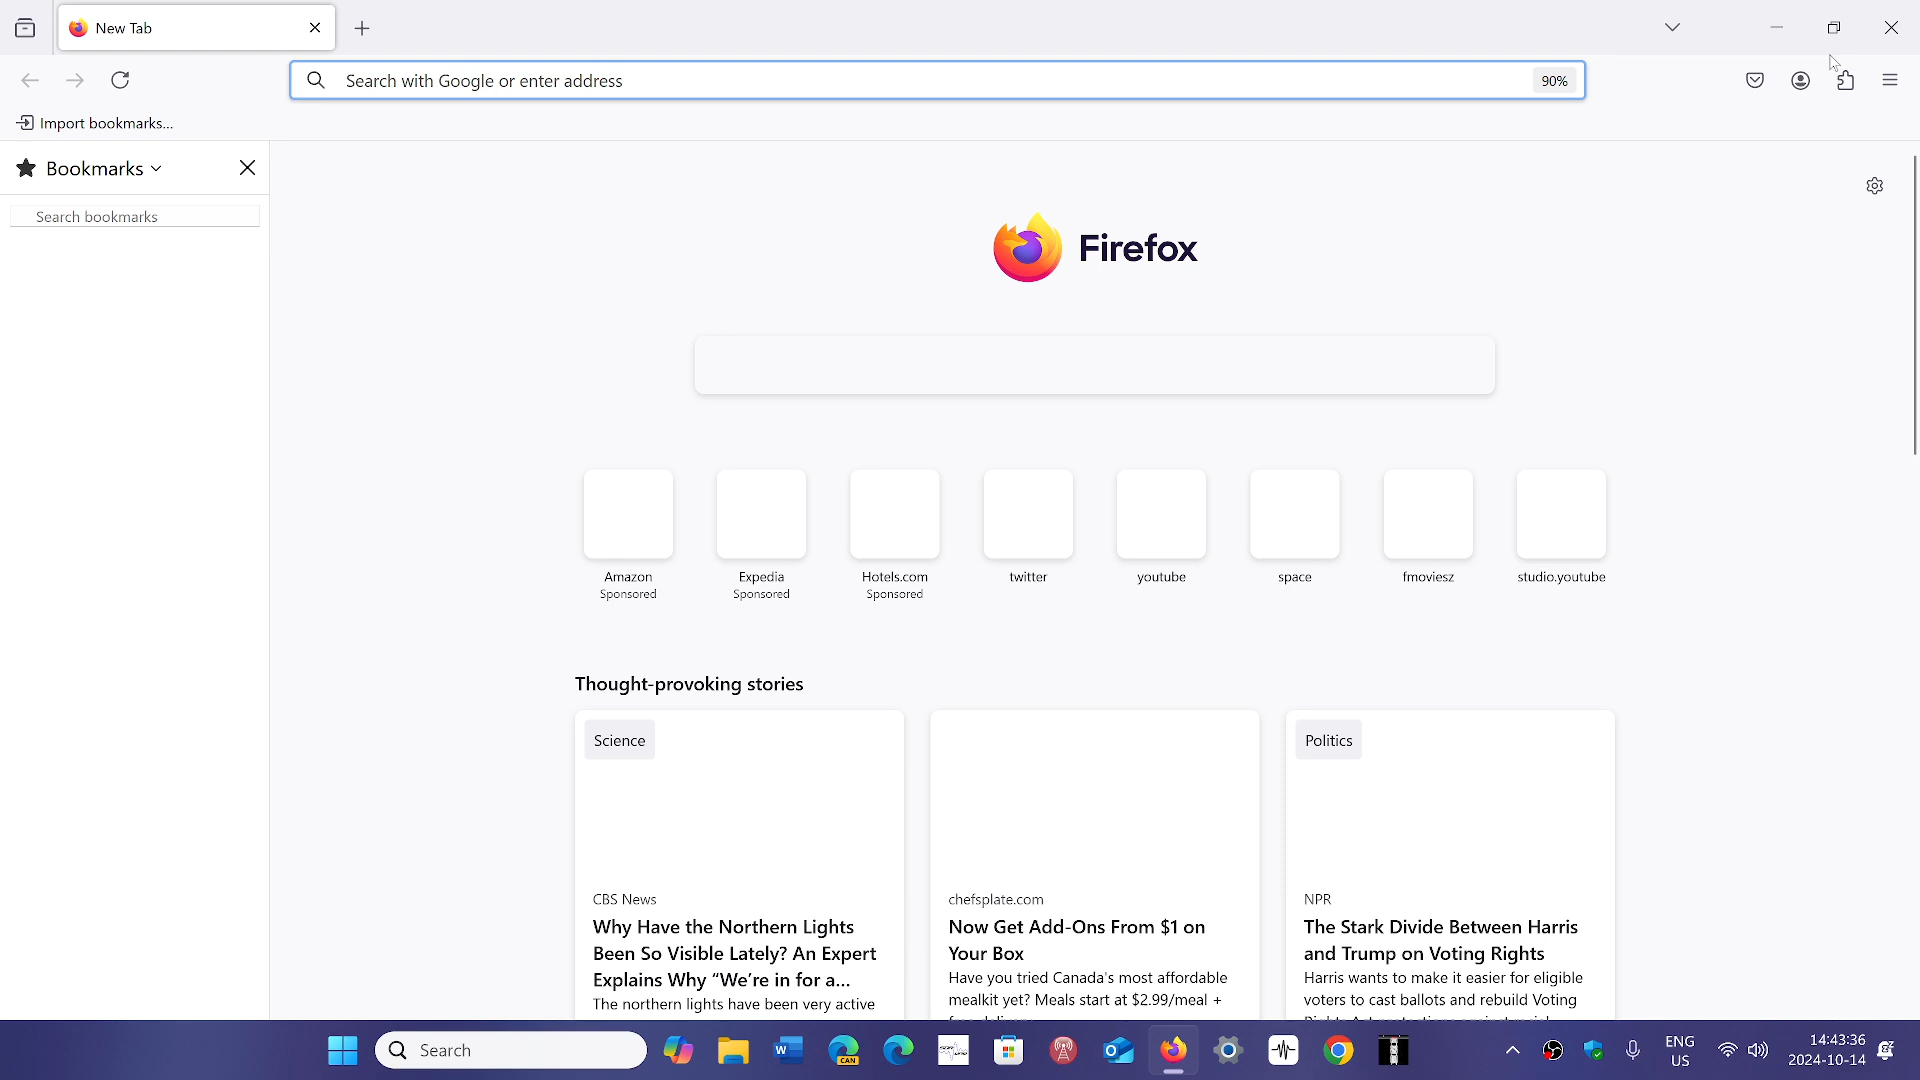 New Tab
Search with Google or enter address
90%
Import bookmarks...
Bookmarks
Search bookmarks
Firefox
Amazon
Sponsored
Expedia
Sponsored
Hotels.com
Sponsored
twitter
youtube
space
fmoviesz
studio.youtube
Thought-provoking stories
Science
CBS News
Why Have the Northern Lights
Been So Visible Lately? An Expert
Explains Why “We’re in for a...
The northern lights have been very active
chefsplate.com
Now Get Add-Ons From $1 on
Your Box
Have you tried Canada's most affordable
mealkit yet? Meals start at $2.99/meal +
Politics
NPR
The Stark Divide Between Harris
and Trump on Voting Rights
Harris wants to make it easier for eligible
voters to cast ballots and rebuild Voting
Search
CAN
ENG
US
14:43:36
2024-10-14